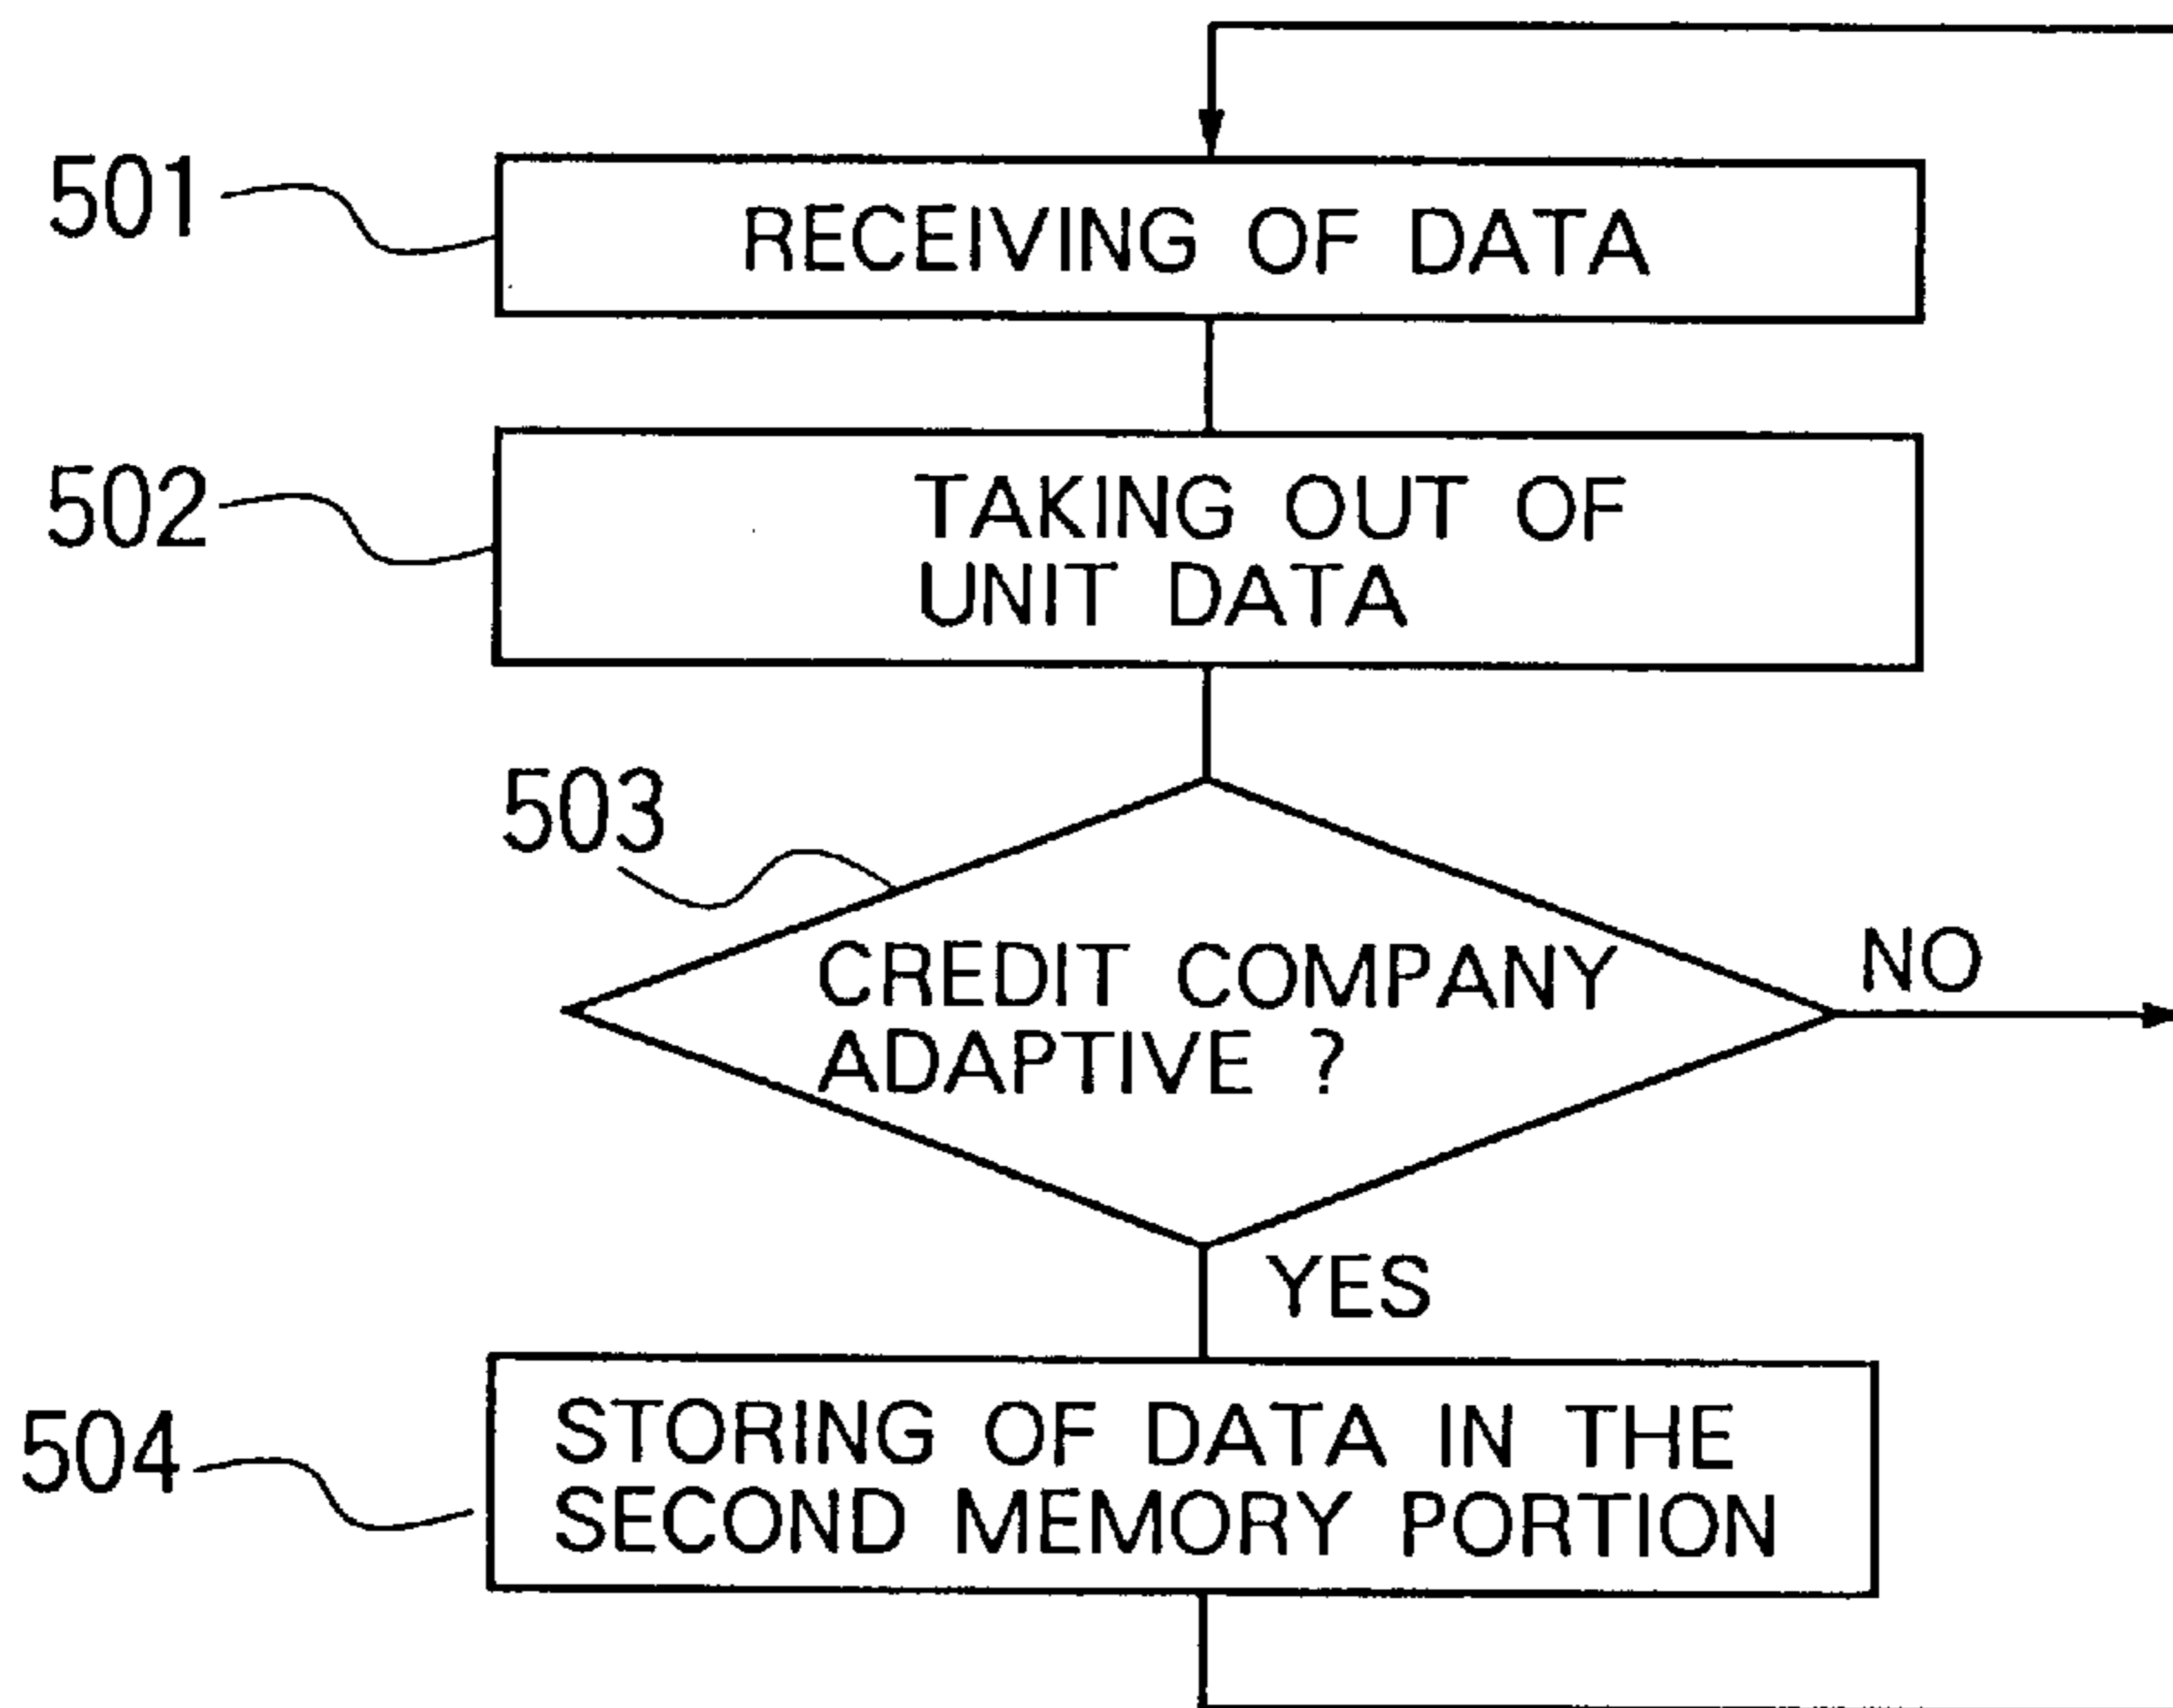 501
RECEIVING OF DATA
502
TAKING OUT OF
UNIT DATA
503
CREDIT COMPANY
ADAPTIVE ?
NO
YES
504
STORING OF DATA IN THE
SECOND MEMORY PORTION